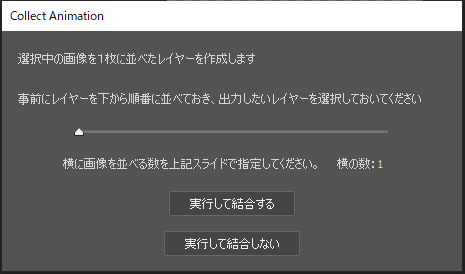 Collect Animation
選択中の画像を1枚に並べたレイヤーを作成します
事前にレイヤーを下から順番に並べておき、出力したいレイヤーを選択しておいてください
横に画像を並べる数を上記スライドで指定してください。 横の数: 1
実行して結合する
実行して結合しない